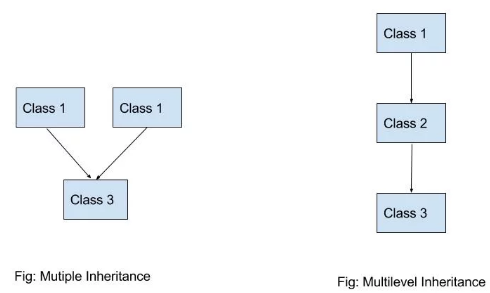 Class 1
Class 1
Class 3
Fig: Mutiple Inheritance
Class 1
Class 2
Class 3
Fig: Multilevel Inheritance